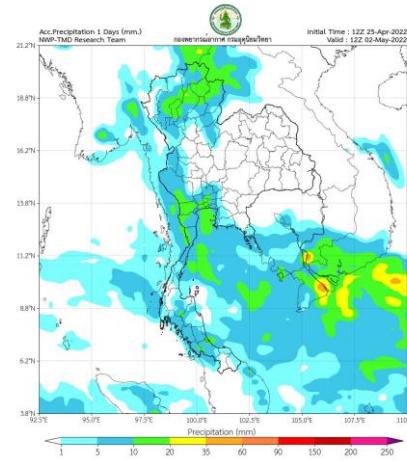 Acc.Precipitation 1 Days (mm.)
NWP-TMD Research Team
กองพยากรณ์อากาศ กรมอุตุนิยมวิทยา
Initial Time : 12Z 25-Apr-2022
Valid : 12Z 02-May-2022
21.2°N
18.8°N
16.2°N
13.8°N
11.2°N
8.8°N
6.2°N
3.8°N
92.5°E 95.0°E 97.5°E 100.0°E 102.5°E 105.0°E 107.5°E 110.
Precipitation (mm)
1 5 10 20 35 60 90 150 200 250